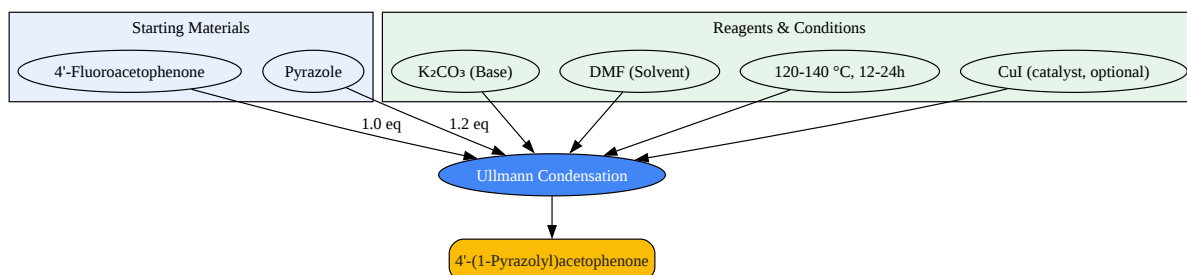 Starting Materials
Reagents & Conditions
4'-Fluoroacetophenone
Pyrazole
K₂CO₃ (Base)
DMF (Solvent)
120-140 °C, 12-24h
CuI (catalyst, optional)
1.0 eq
1.2 eq
Ullmann Condensation
4'-(1-Pyrazolyl)acetophenone